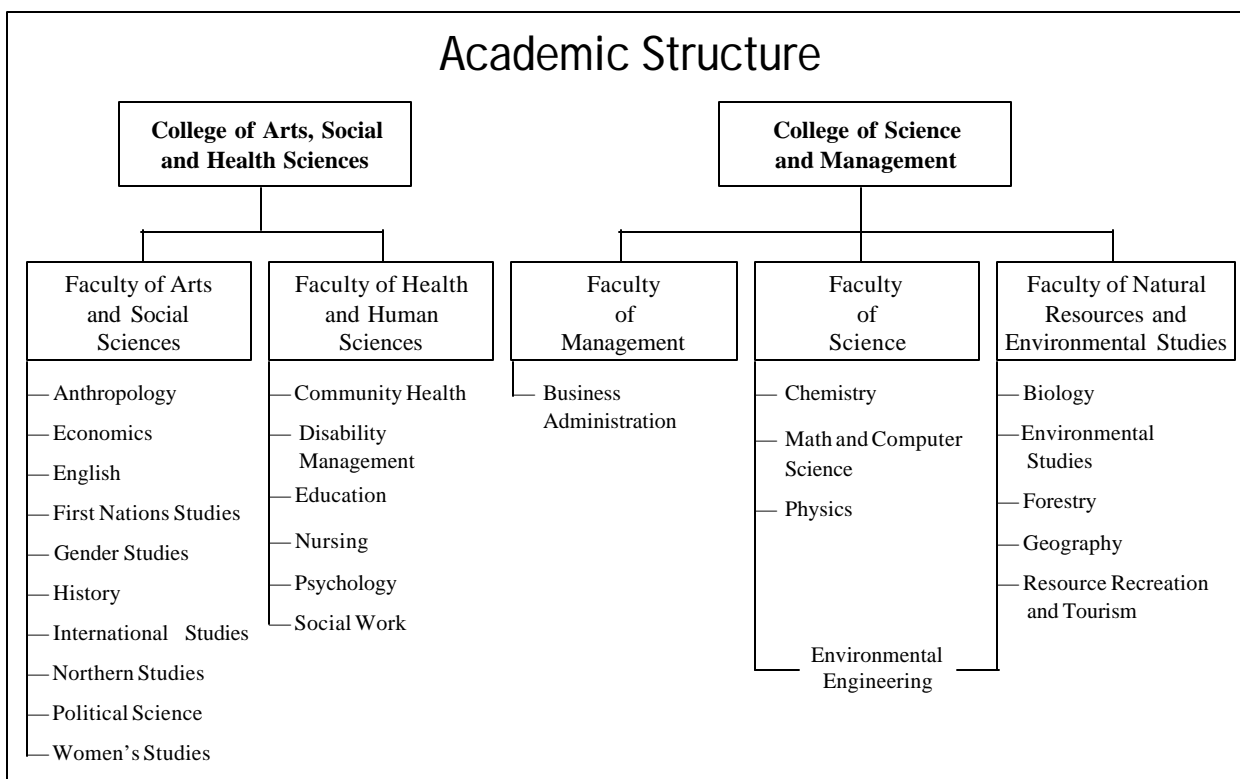 Academic Structure
College of Arts, Social
and Health Sciences
College of Science
and Management
Faculty of Arts
and Social
Sciences
Anthropology
Economics
English
First Nations Studies
Gender Studies
History
International Studies
Northern Studies
Political Science
Women's Studies
Faculty of Health
and Human
Sciences
Community Health
Disability
Management
Education
Nursing
Psychology
Social Work
Faculty
of
Management
Business
Administration
Faculty
of
Science
Chemistry
Math and Computer
Science
Physics
Faculty of Natural
Resources and
Environmental Studies
Biology
Environmental
Studies
Forestry
Geography
Resource Recreation
and Tourism
Environmental
Engineering